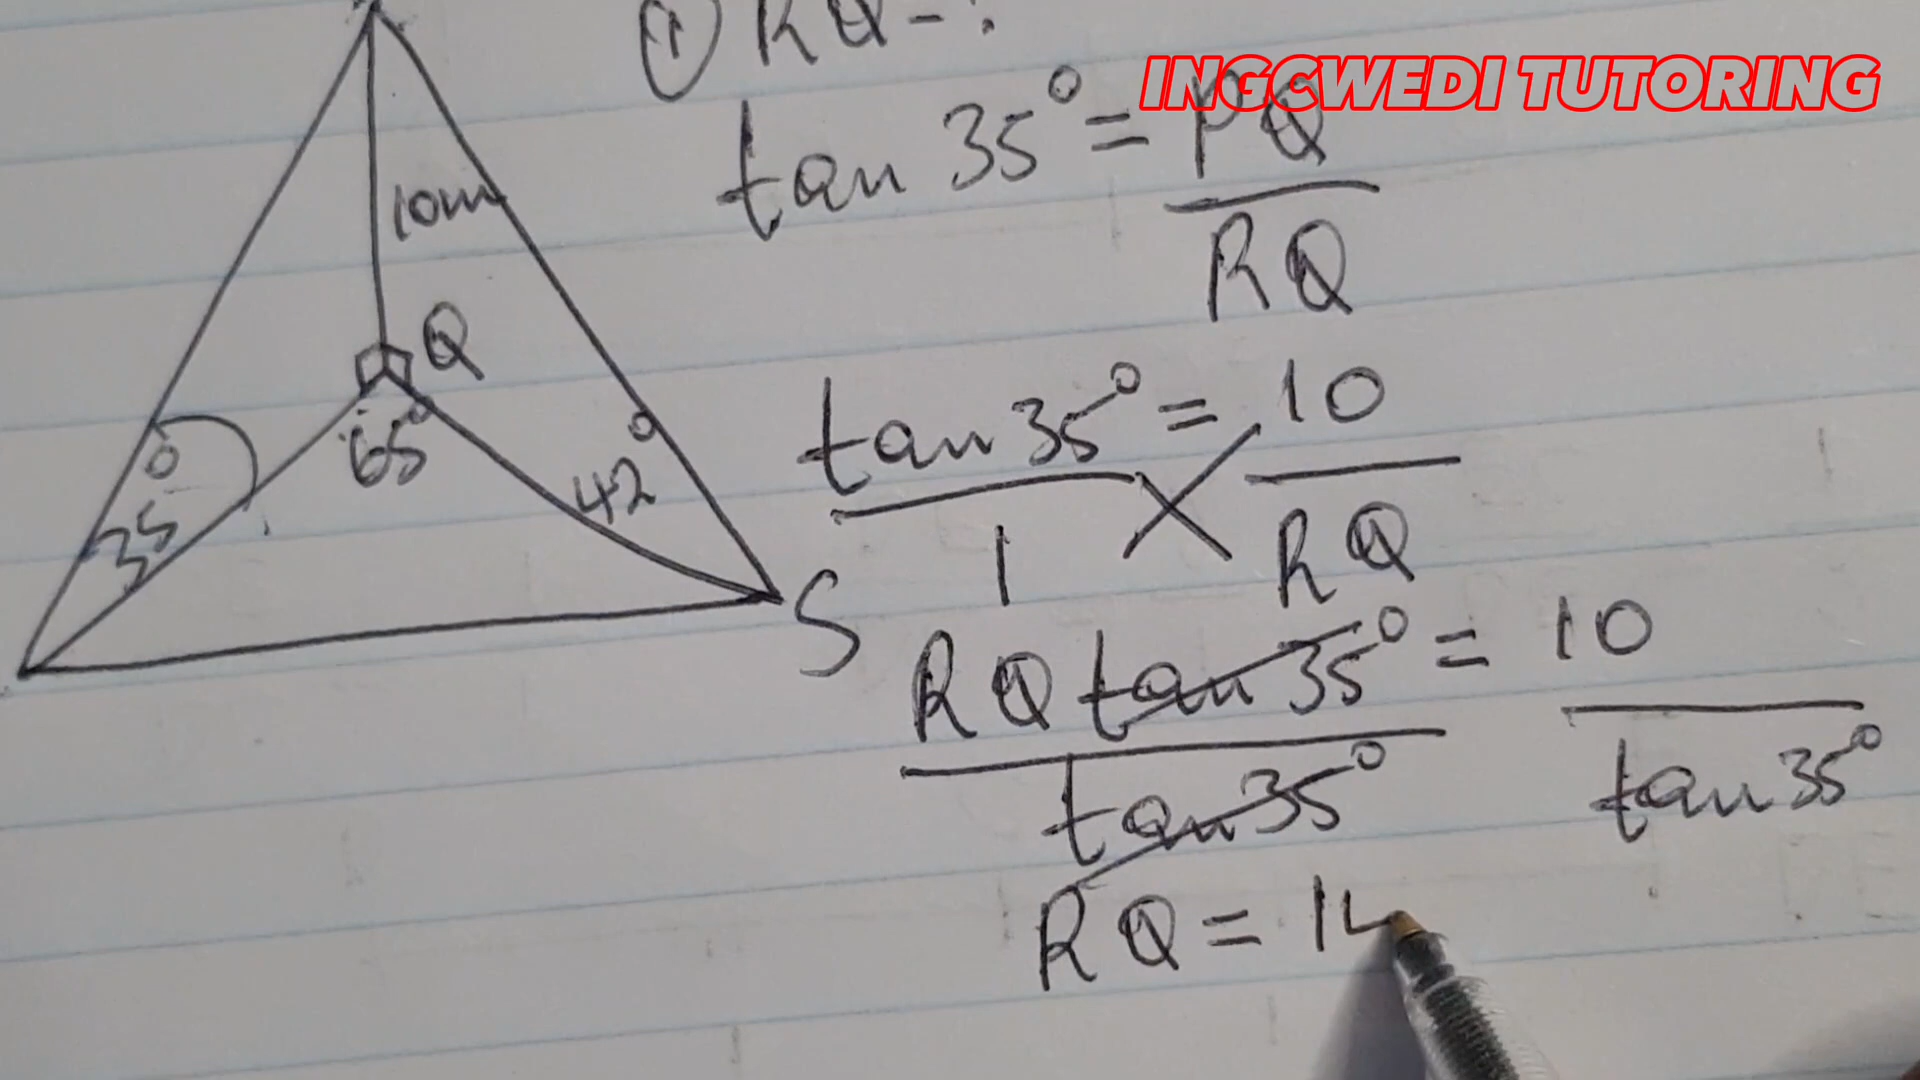 ① RQ = ?
INGCWEDI TUTORING
tan 35° = PQ
RQ
10m
Q
65°
35°
42°
S
tan 35° = 10
1 RQ
RQ tan 35° = 10
tan 35° tan 35°
RQ = 14